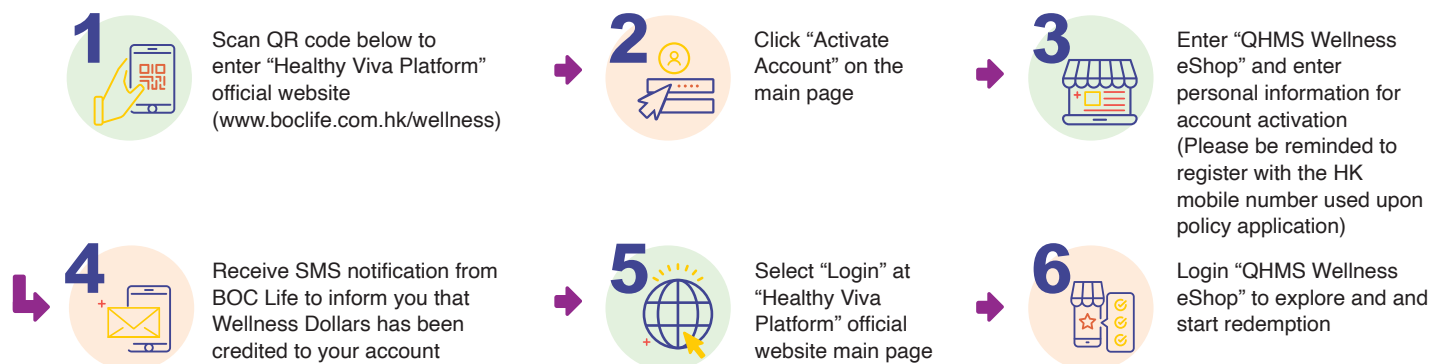 1
Scan QR code below to
enter “Healthy Viva Platform”
official website
(www.boclife.com.hk/wellness)
2
Click “Activate
Account” on the
main page
3
Enter “QHMS Wellness
eShop” and enter
personal information for
account activation
(Please be reminded to
register with the HK
mobile number used upon
policy application)
4
Receive SMS notification from
BOC Life to inform you that
Wellness Dollars has been
credited to your account
5
Select “Login” at
“Healthy Viva
Platform” official
website main page
6
Login “QHMS Wellness
eShop” to explore and and
start redemption